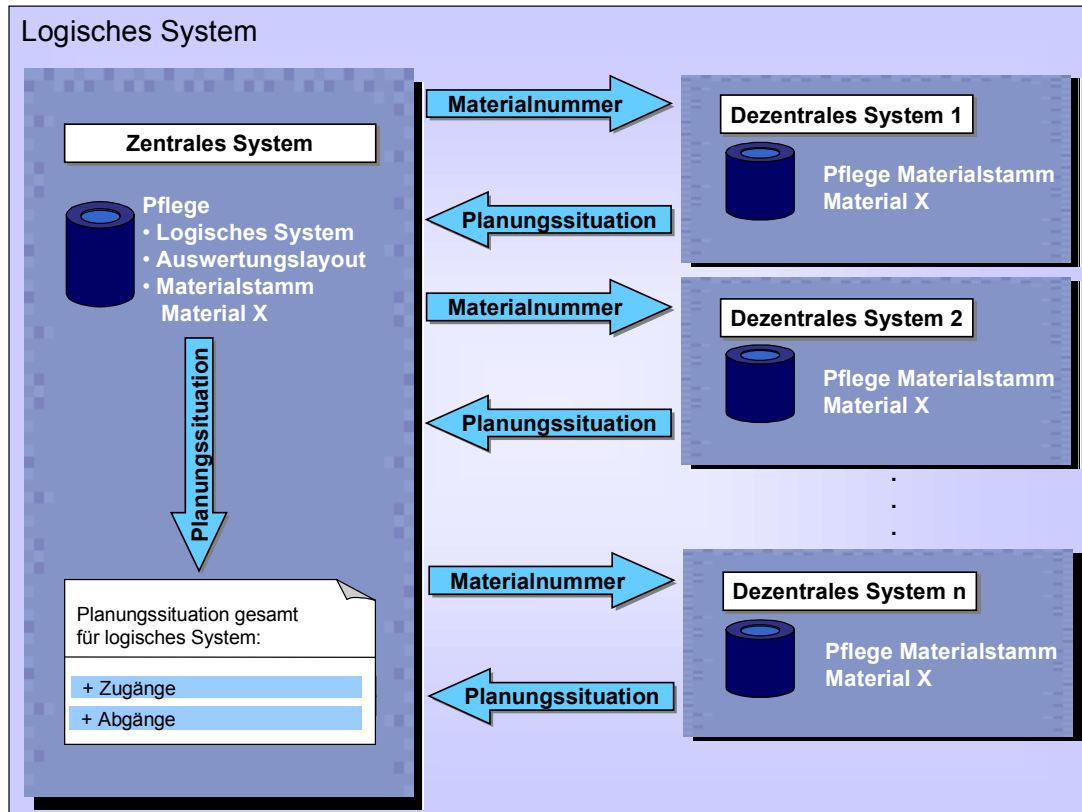 Logisches System
Zentrales System
Pflege
• Logisches System
• Auswertungslayout
• Materialstamm
Material X
Planungssituation
Planungssituation gesamt
für logisches System:
+ Zugänge
+ Abgänge
Materialnummer
Planungssituation
Dezentrales System 1
Pflege Materialstamm
Material X
Materialnummer
Planungssituation
Dezentrales System 2
Pflege Materialstamm
Material X
.
.
.
Materialnummer
Planungssituation
Dezentrales System n
Pflege Materialstamm
Material X